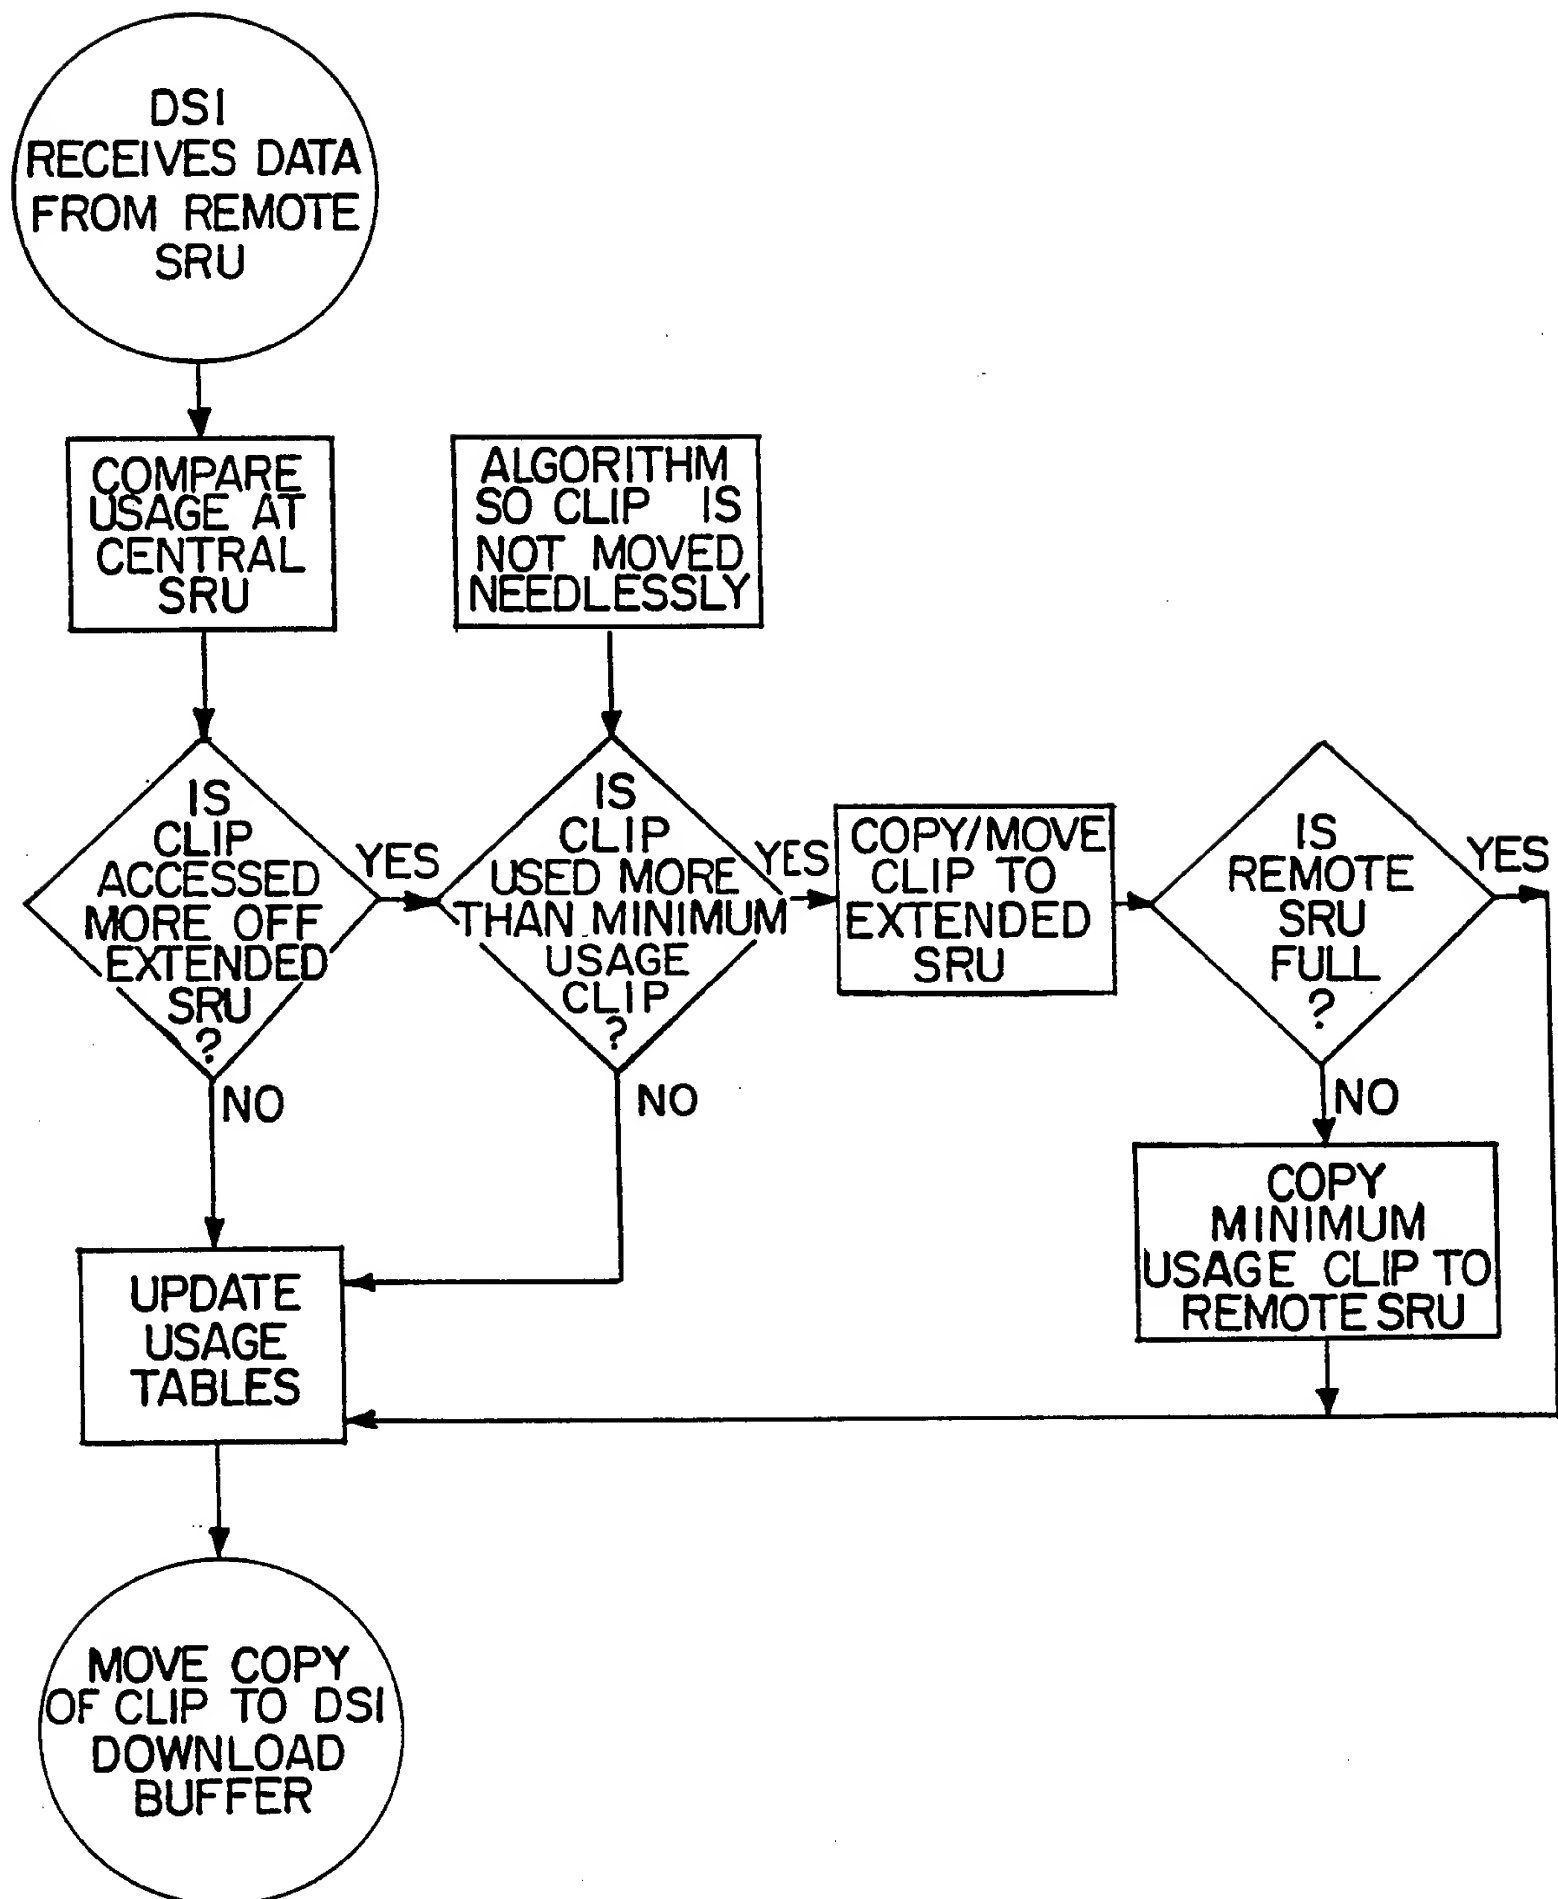 DSI
RECEIVES DATA
FROM REMOTE
SRU
COMPARE
USAGE AT
CENTRAL
SRU
ALGORITHM
SO CLIP IS
NOT MOVED
NEEDLESSLY
IS
CLIP
ACCESSED
MORE OFF
EXTENDED
SRU
?
YES
NO
IS
CLIP
USED MORE
THAN MINIMUM
USAGE
CLIP
?
YES
NO
COPY/MOVE
CLIP TO
EXTENDED
SRU
IS
REMOTE
SRU
FULL
?
YES
NO
COPY
MINIMUM
USAGE CLIP TO
REMOTE SRU
UPDATE
USAGE
TABLES
MOVE COPY
OF CLIP TO DSI
DOWNLOAD
BUFFER